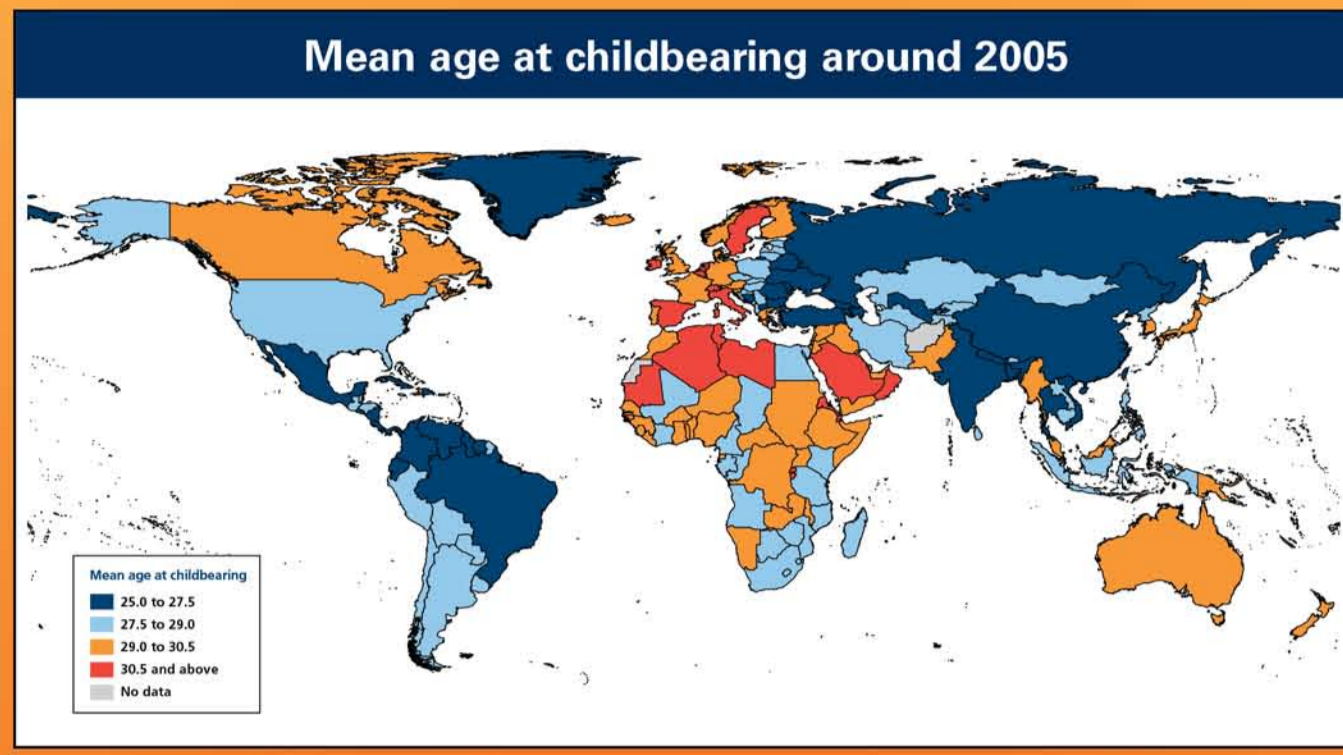 Mean age at childbearing around 2005
Mean age at childbearing
25.0 to 27.5
27.5 to 29.0
29.0 to 30.5
30.5 and above
No data